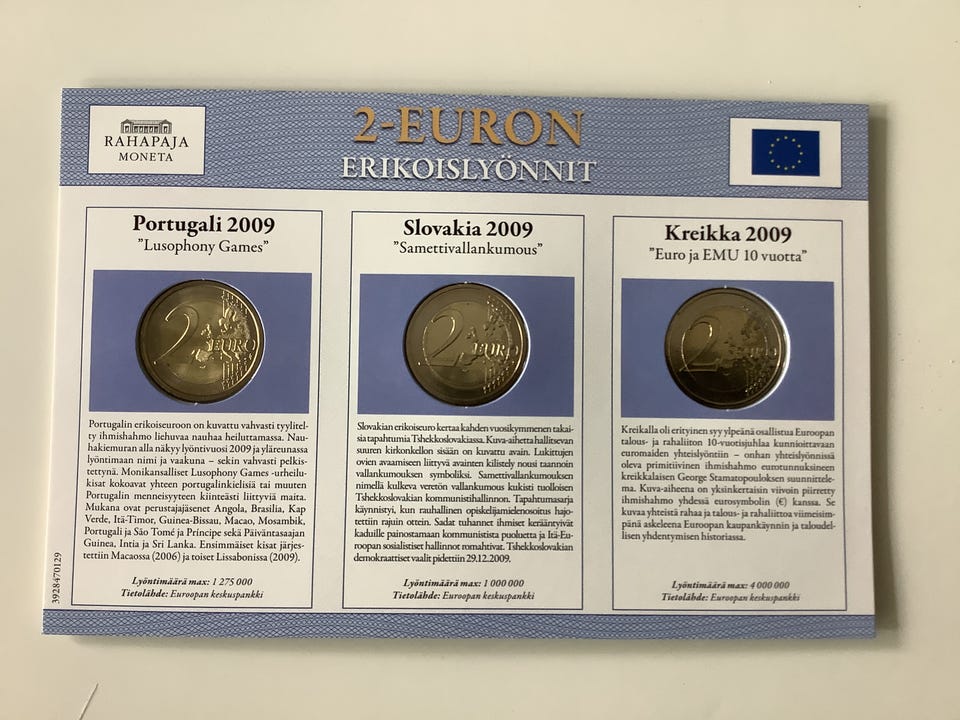 RAHAPAJA
MONETA
2-EURON
ERIKOISLYÖNNIT
Portugali 2009
”Lusophony Games”
2 EURO
Portugalin erikoiseuroon on kuvattu vahvasti tyylitel-
ty ihmishahmo liehuvaa nauhaa heiluttamassa. Nau-
hakiemuran alla näkyy lyöntivuosi 2009 ja yläreunassa
lyöntimaan nimi ja vaakuna – sekin vahvasti pelkis-
tettynä. Monikansalliset Lusophony Games -urheilu-
kisat kokoavat yhteen portugalinkielisiä tai muuten
Portugalin menneisyyteen kiinteästi liittyviä maita.
Mukana ovat perustajajäsenet Angola, Brasilia, Kap
Verde, Itä-Timor, Guinea-Bissau, Macao, Mosambik,
Portugali ja São Tomé ja Príncipe sekä Päiväntasaajan
Guinea, Intia ja Sri Lanka. Ensimmäiset kisat järjes-
tettiin Macaossa (2006) ja toiset Lissabonissa (2009).
Lyöntimäärä max: 1 275 000
Tietolähde: Euroopan keskuspankki
Slovakia 2009
”Samettivallankumous”
2 EURO
Slovakian erikoiseuro kertaa kahden vuosikymmenen takai-
sia tapahtumia Tshekkoslovakiassa. Kuva-aihetta hallitsevan
suuren kirkonkellon sisään on kuvattu avain. Lukittujen
ovien avaamiseen liittyvä avainten kilistely nousi taannoin
vallankumouksen symboliksi. Samettivallankumouksen
nimellä kulkeva veretön vallankumous kukisti tuolloisen
Tshekkoslovakian kommunistihallinnon. Tapahtumasarja
käynnistyi, kun rauhallinen opiskelijamielenosoitus hajo-
tettiin rajuin ottein. Sadat tuhannet ihmiset kerääntyivät
kaduille painostamaan kommunistista puoluetta ja Itä-Eu-
roopan sosialistiset hallinnot romahtivat. Tshekkoslovakian
demokraattiset vaalit pidettiin 29.12.2009.
Lyöntimäärä max: 1 000 000
Tietolähde: Euroopan keskuspankki
Kreikka 2009
”Euro ja EMU 10 vuotta”
2 EURO
Kreikalla oli erityinen syy ylpeänä osallistua Euroopan
talous- ja rahaliiton 10-vuotisjuhlaa kunnioittavaan
euromaiden yhteislyöntiin – onhan yhteislyönnissä
oleva primitiivinen ihmishahmo eurotunnuksineen
kreikkalaisen George Stamatopouloksen suunnittele-
ma. Kuva-aiheena on yksinkertaisin viivoin piirretty
ihmishahmo yhdessä eurosymbolin (€) kanssa. Se
kuvaa yhteistä rahaa ja talous- ja rahaliittoa viimeisim-
pänä askeleena Euroopan kaupankäynnin ja taloudel-
lisen yhdentymisen historiassa.
Lyöntimäärä max: 4 000 000
Tietolähde: Euroopan keskuspankki
3928470129